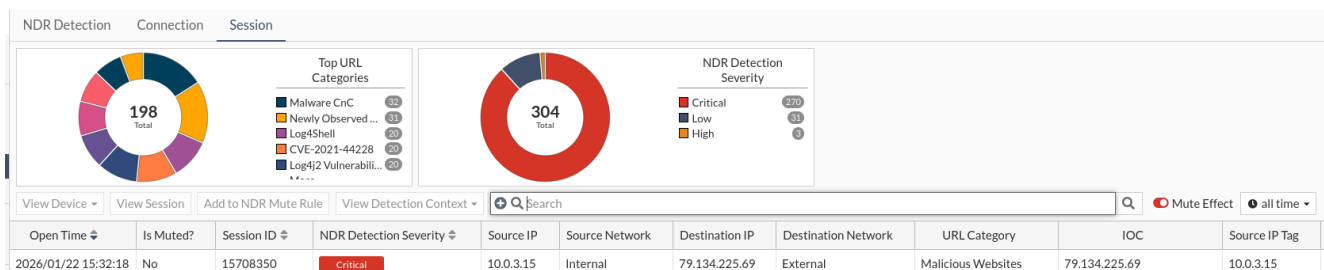 NDR Detection Connection Session
Top URL
Categories
198
Total
Malware CnC 32
Newly Observed ... 31
Log4Shell 20
CVE-2021-44228 20
Log4j2 Vulnerabili... 20
NDR Detection
Severity
304
Total
Critical 270
Low 31
High 3
View Device View Session Add to NDR Mute Rule View Detection Context Search Mute Effect all time
Open Time Is Muted? Session ID NDR Detection Severity Source IP Source Network Destination IP Destination Network URL Category IOC Source IP Tag
2026/01/22 15:32:18 No 15708350 Critical 10.0.3.15 Internal 79.134.225.69 External Malicious Websites 79.134.225.69 10.0.3.15